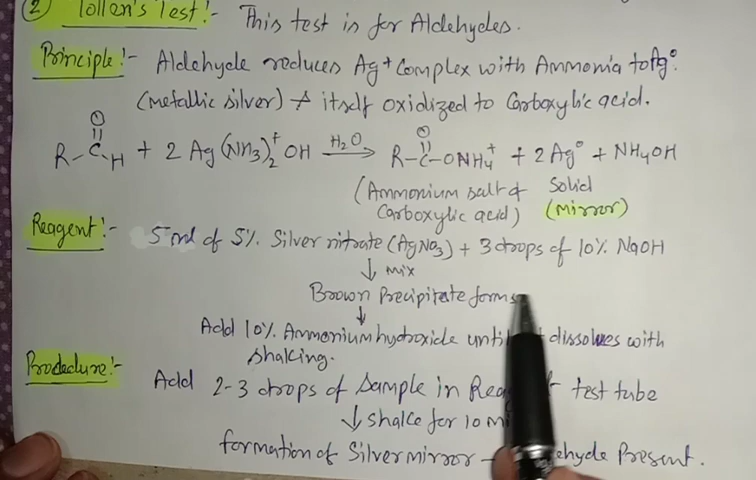 ② Tollen's Test:- This test is for Aldehydes.
Principle:- Aldehyde reduces Ag+ Complex with Ammonia to Ag°.
(metallic silver) & itself oxidized to Carboxylic acid.
R-C(=O)-H + 2 Ag(NH3)2+ OH —H2O→ R-C(=O)-ONH4+ + 2Ag° + NH4OH
(Ammonium salt of Carboxylic acid) Solid (mirror)
Reagent:- 5 ml of 5% Silver nitrate (AgNO3) + 3 drops of 10% NaOH
↓ mix
Brown Precipitate forms
↓
Add 10% Ammonium hydroxide until dissolves with
shaking.
Prodedure:- Add 2-3 drops of Sample in test tube
↓ shake for 10
formation of Silver mirror Present.